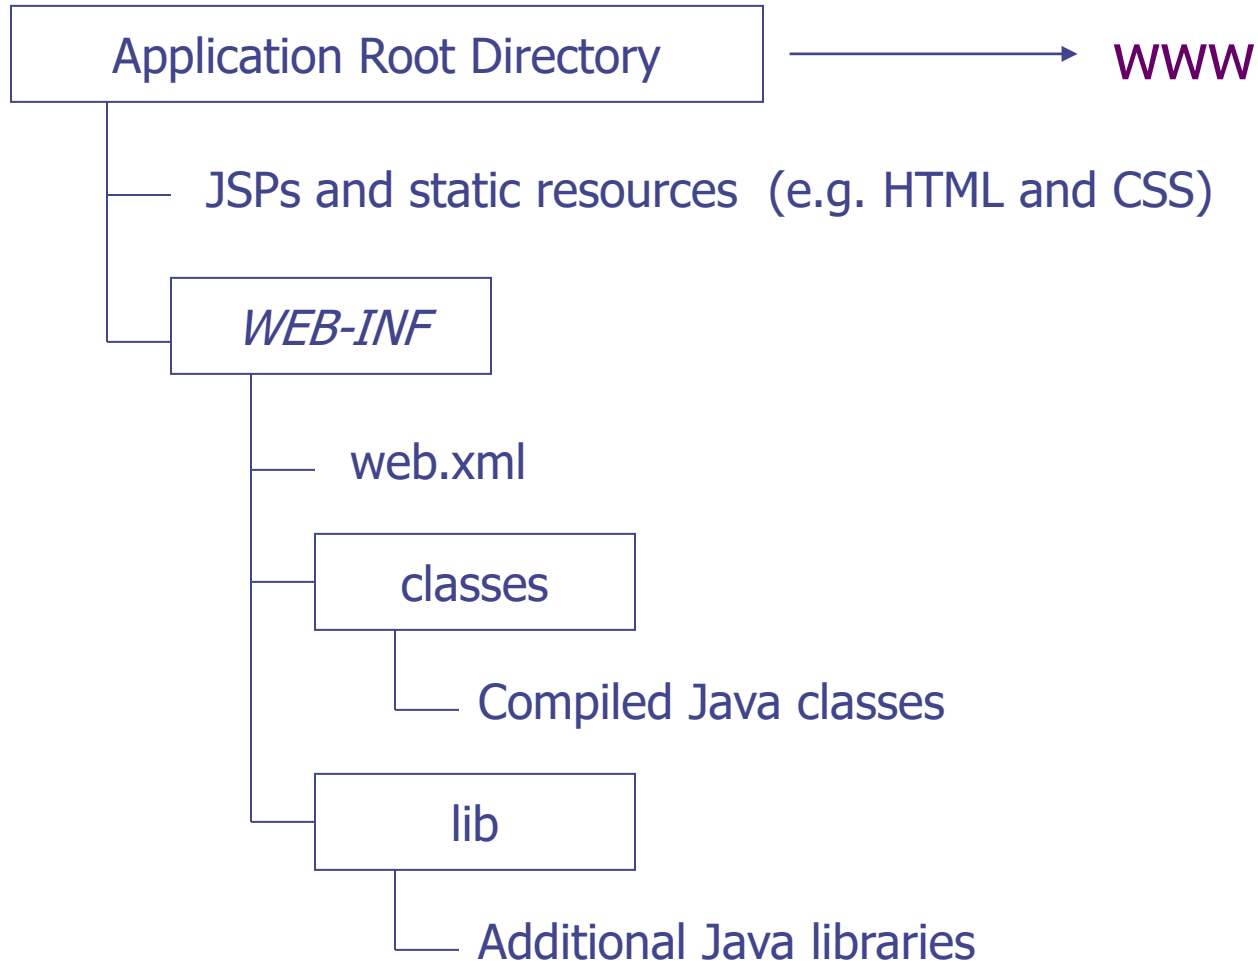 Application Root Directory
www
JSPs and static resources (e.g. HTML and CSS)
WEB-INF
web.xml
classes
Compiled Java classes
lib
Additional Java libraries